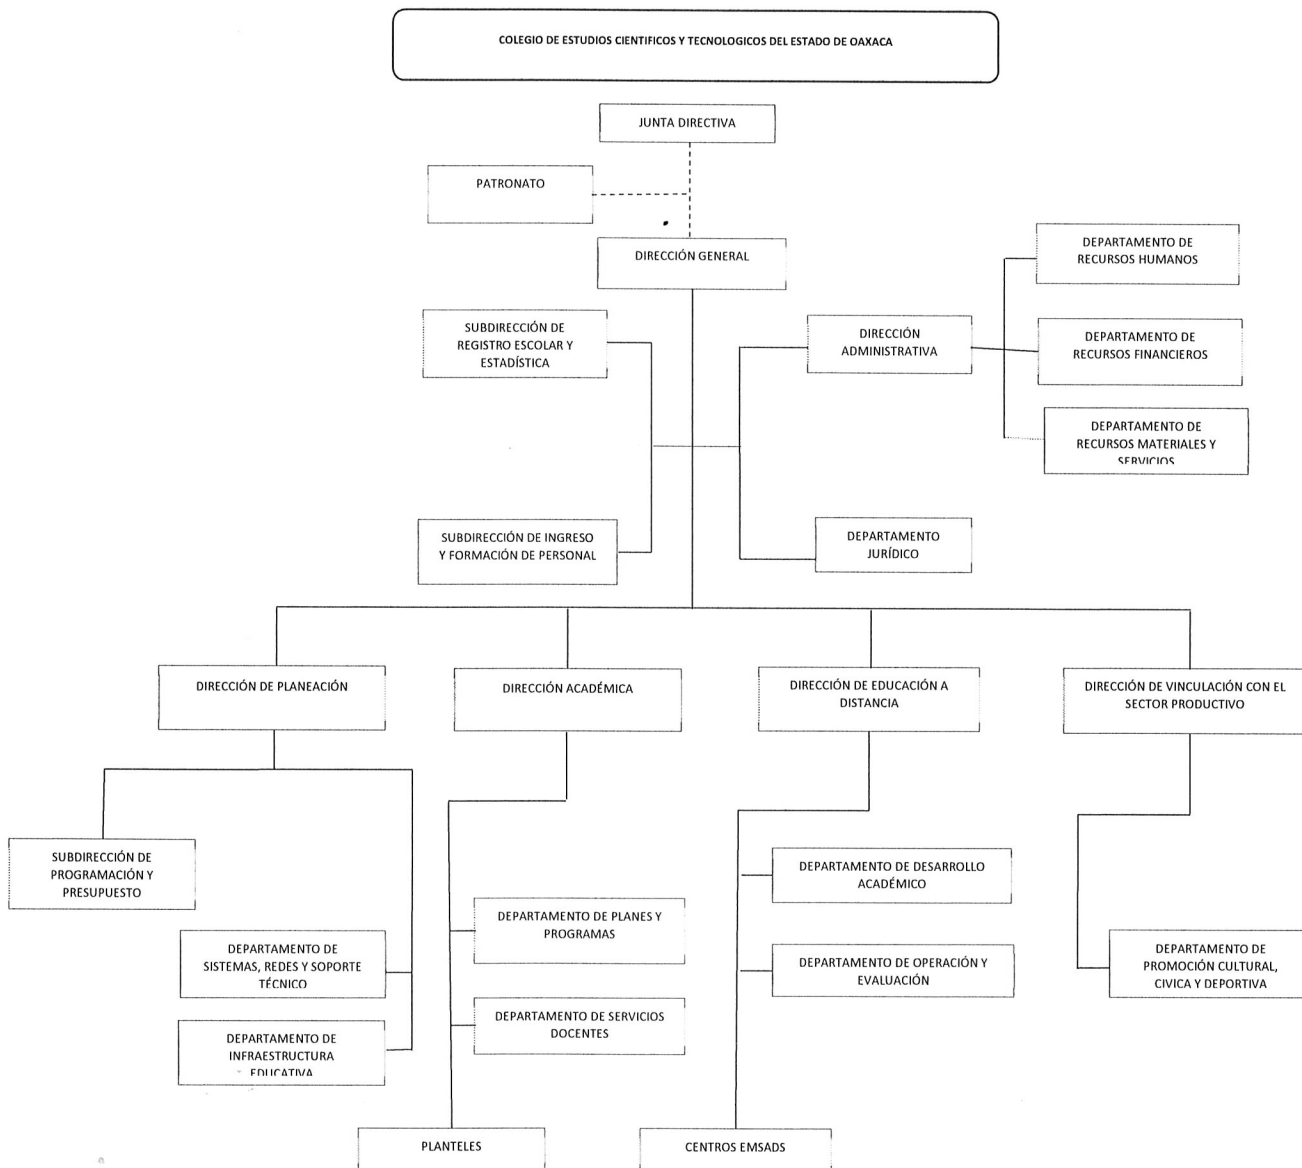 COLEGIO DE ESTUDIOS CIENTIFICOS Y TECNOLOGICOS DEL ESTADO DE OAXACA
JUNTA DIRECTIVA
PATRONATO
DIRECCIÓN GENERAL
DEPARTAMENTO DE
RECURSOS HUMANOS
SUBDIRECCIÓN DE
REGISTRO ESCOLAR Y
ESTADÍSTICA
DIRECCIÓN
ADMINISTRATIVA
DEPARTAMENTO DE
RECURSOS FINANCIEROS
DEPARTAMENTO DE
RECURSOS MATERIALES Y
SERVICIOS
SUBDIRECCIÓN DE INGRESO
Y FORMACIÓN DE PERSONAL
DEPARTAMENTO
JURÍDICO
DIRECCIÓN DE PLANEACIÓN
DIRECCIÓN ACADÉMICA
DIRECCIÓN DE EDUCACIÓN A
DISTANCIA
DIRECCIÓN DE VINCULACIÓN CON EL
SECTOR PRODUCTIVO
SUBDIRECCIÓN DE
PROGRAMACIÓN Y
PRESUPUESTO
DEPARTAMENTO DE
SISTEMAS, REDES Y SOPORTE
TÉCNICO
DEPARTAMENTO DE
INFRAESTRUCTURA
EDUCATIVA
DEPARTAMENTO DE PLANES Y
PROGRAMAS
DEPARTAMENTO DE SERVICIOS
DOCENTES
DEPARTAMENTO DE DESARROLLO
ACADÉMICO
DEPARTAMENTO DE OPERACIÓN Y
EVALUACIÓN
DEPARTAMENTO DE
PROMOCIÓN CULTURAL,
CIVICA Y DEPORTIVA
PLANTELES
CENTROS EMSADS